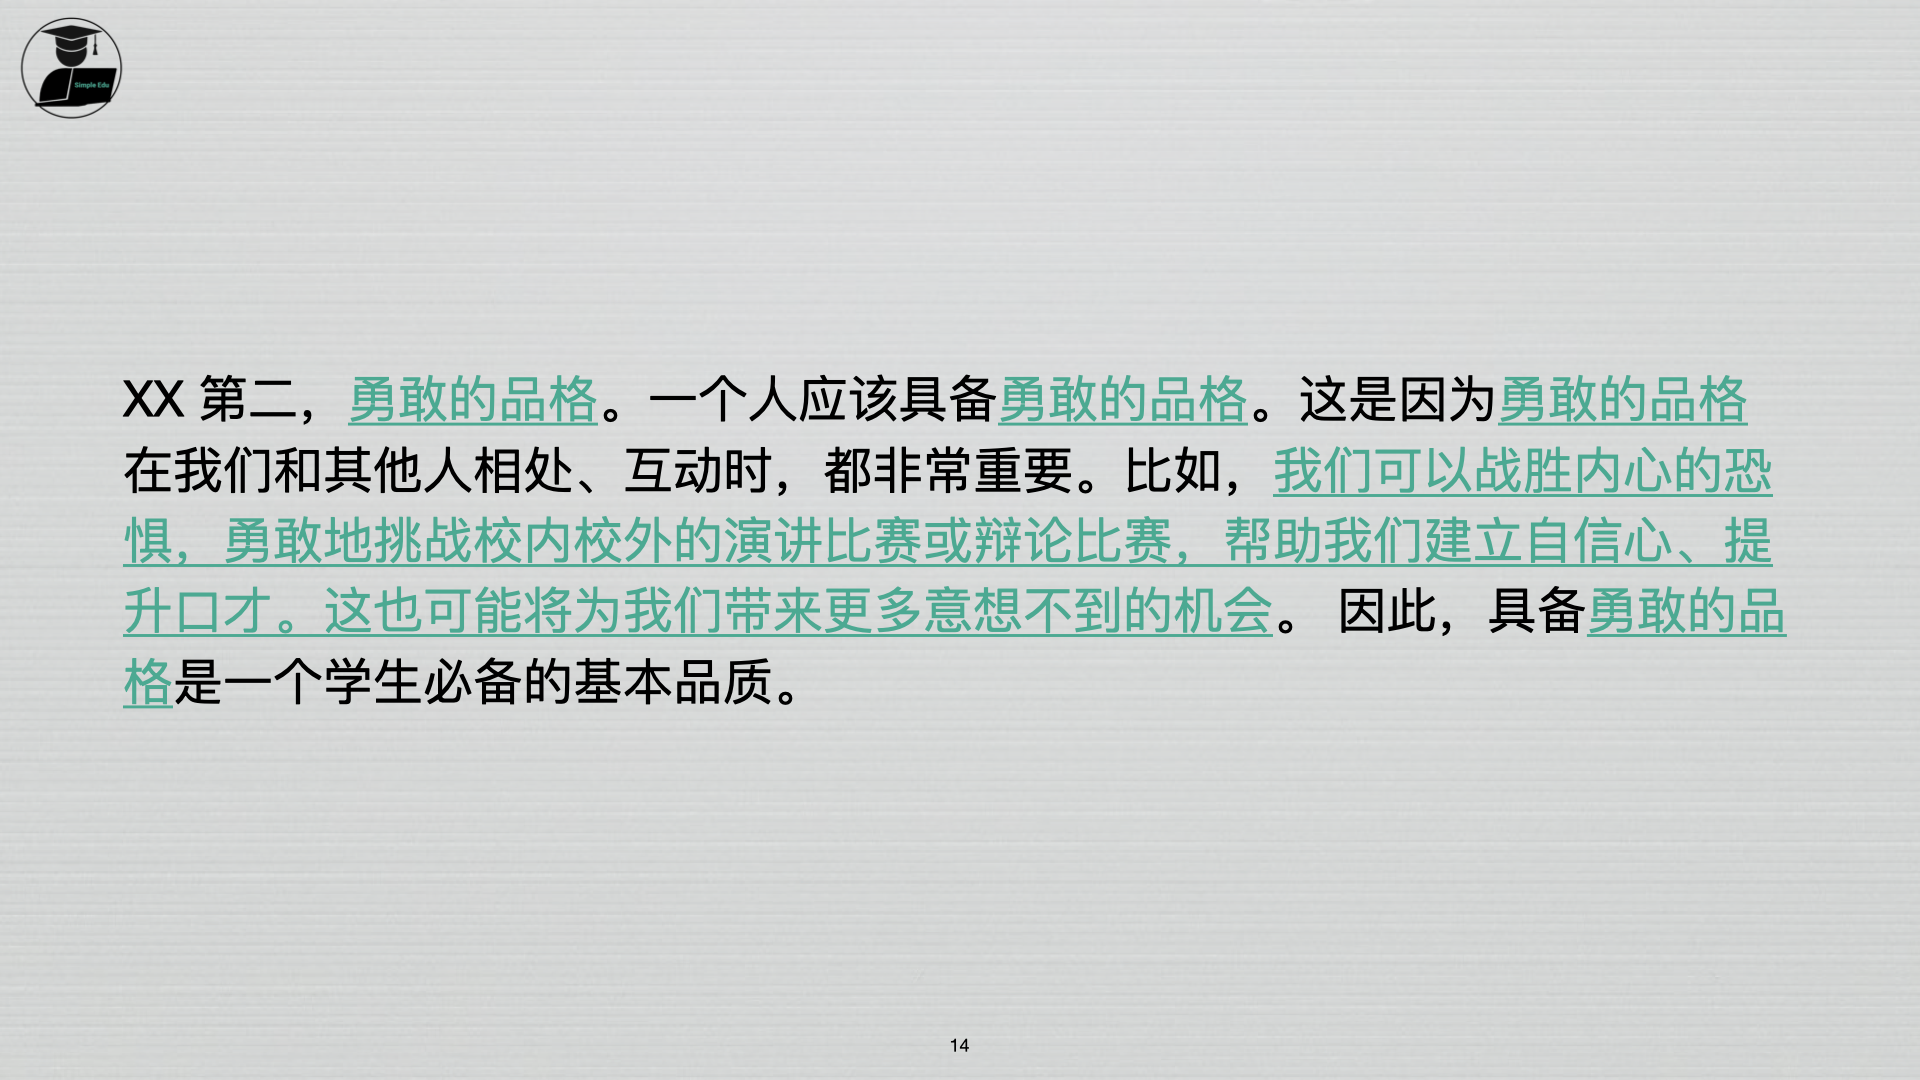 Simple Edu
XX 第二，勇敢的品格。一个人应该具备勇敢的品格。这是因为勇敢的品格
在我们和其他人相处、互动时，都非常重要。比如，我们可以战胜内心的恐
惧，勇敢地挑战校内校外的演讲比赛或辩论比赛，帮助我们建立自信心、提
升口才。这也可能将为我们带来更多意想不到的机会。 因此，具备勇敢的品
格是一个学生必备的基本品质。
14